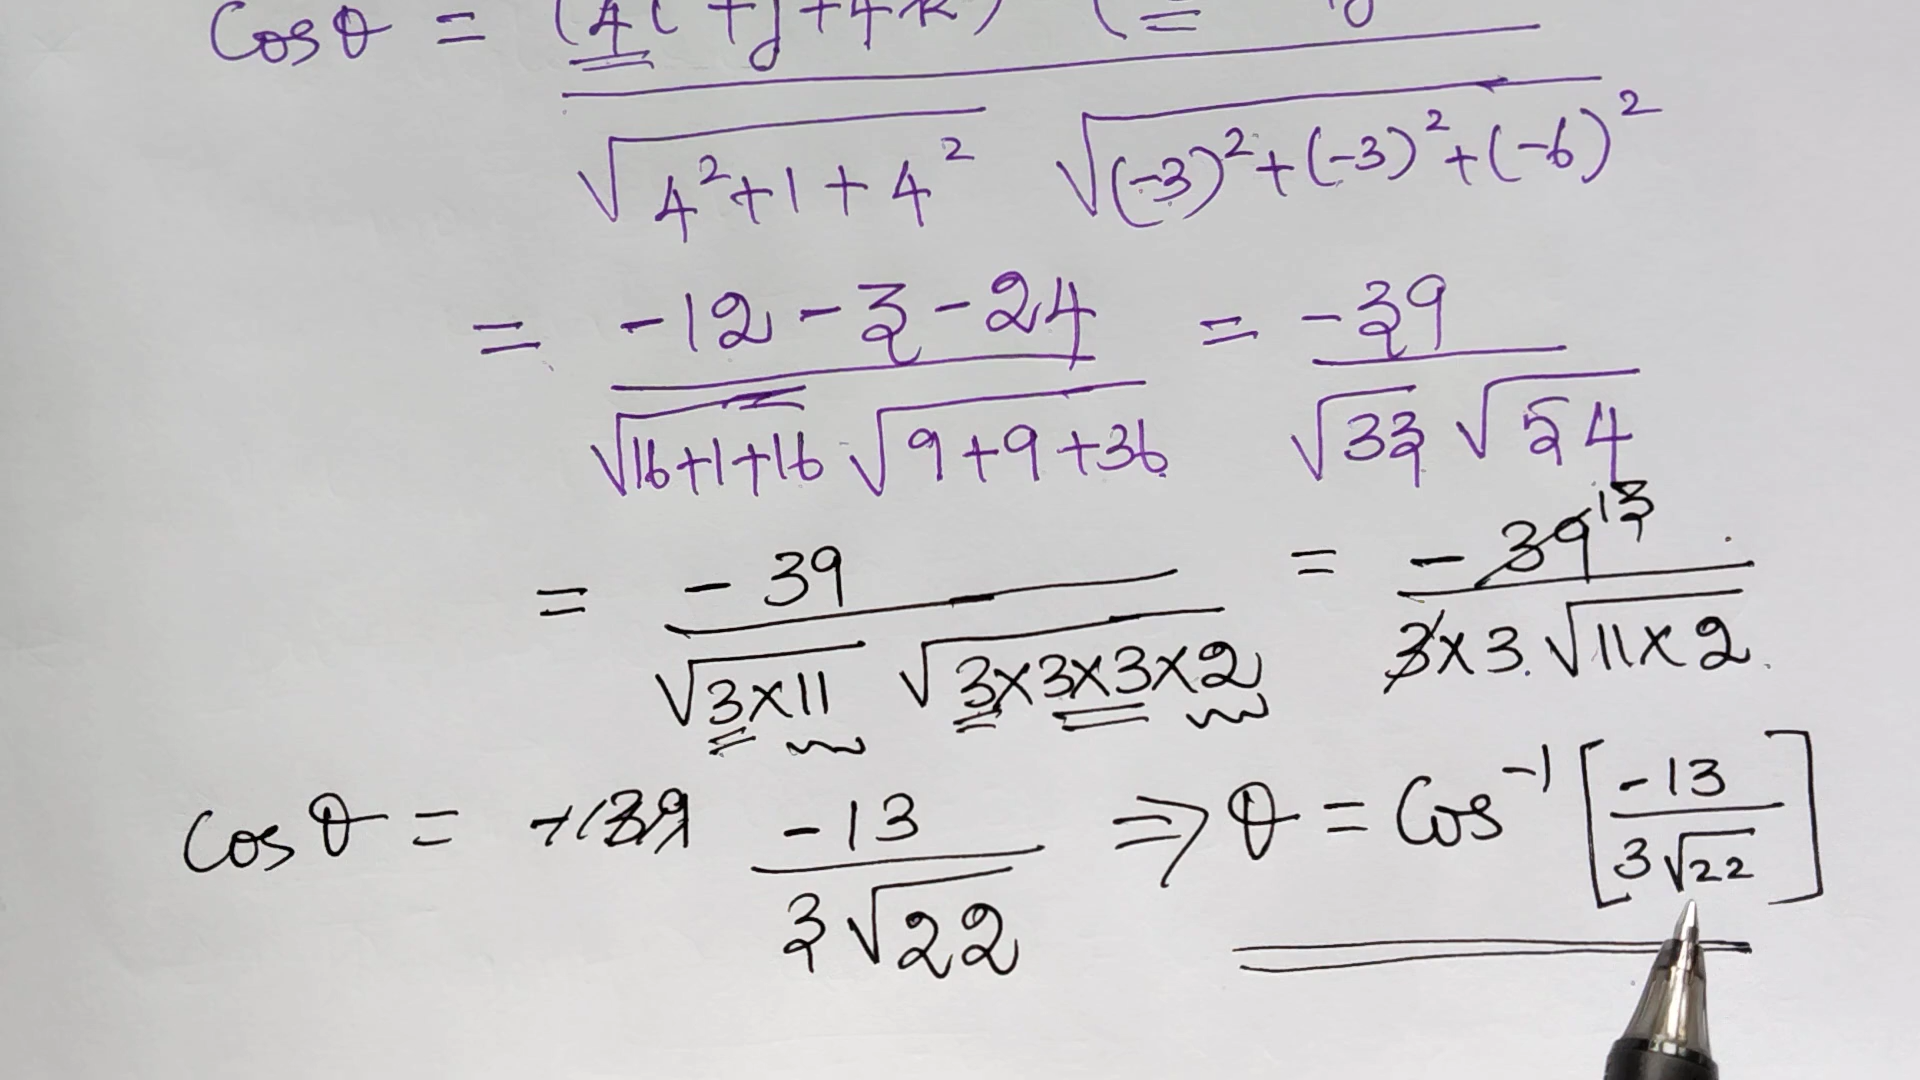 Cos θ = (4i + j + 4k) (
√4²+1+4² √(-3)²+(-3)²+(-6)²
= -12-3-24 = -39
√16+1+16 √9+9+36 √33 √54
= -39 = -39 13
√3×11 √3×3×3×2 3×3 √11×2
Cos θ = -13 ⇒ θ = Cos⁻¹ [-13
3√22 3√22]